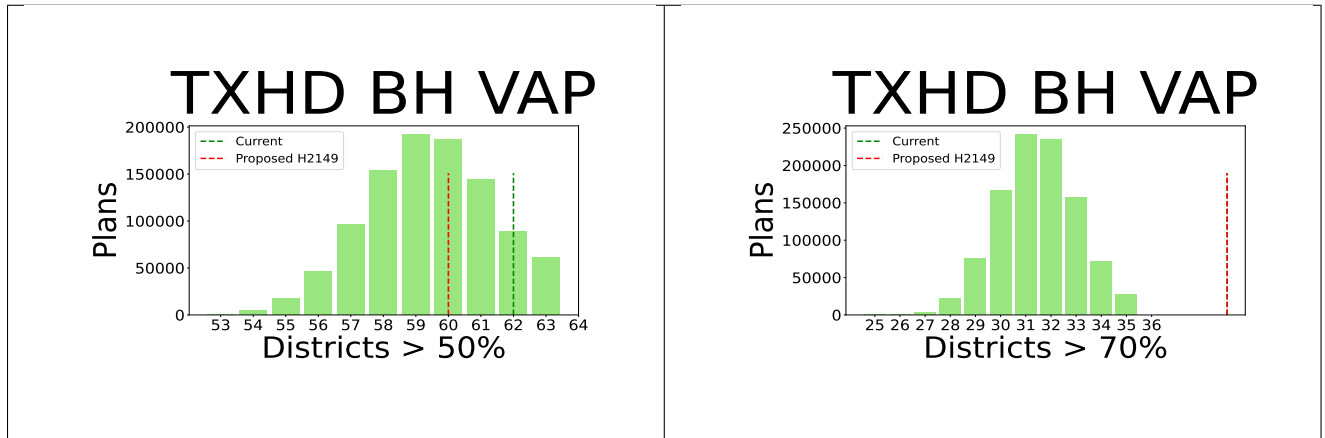 TXHD BH VAP
200000
150000
100000
50000
0
Plans
Current
Proposed H2149
53 54 55 56 57 58 59 60 61 62 63 64
Districts > 50%
TXHD BH VAP
250000
200000
150000
100000
50000
0
Plans
Current
Proposed H2149
25 26 27 28 29 30 31 32 33 34 35 36
Districts > 70%